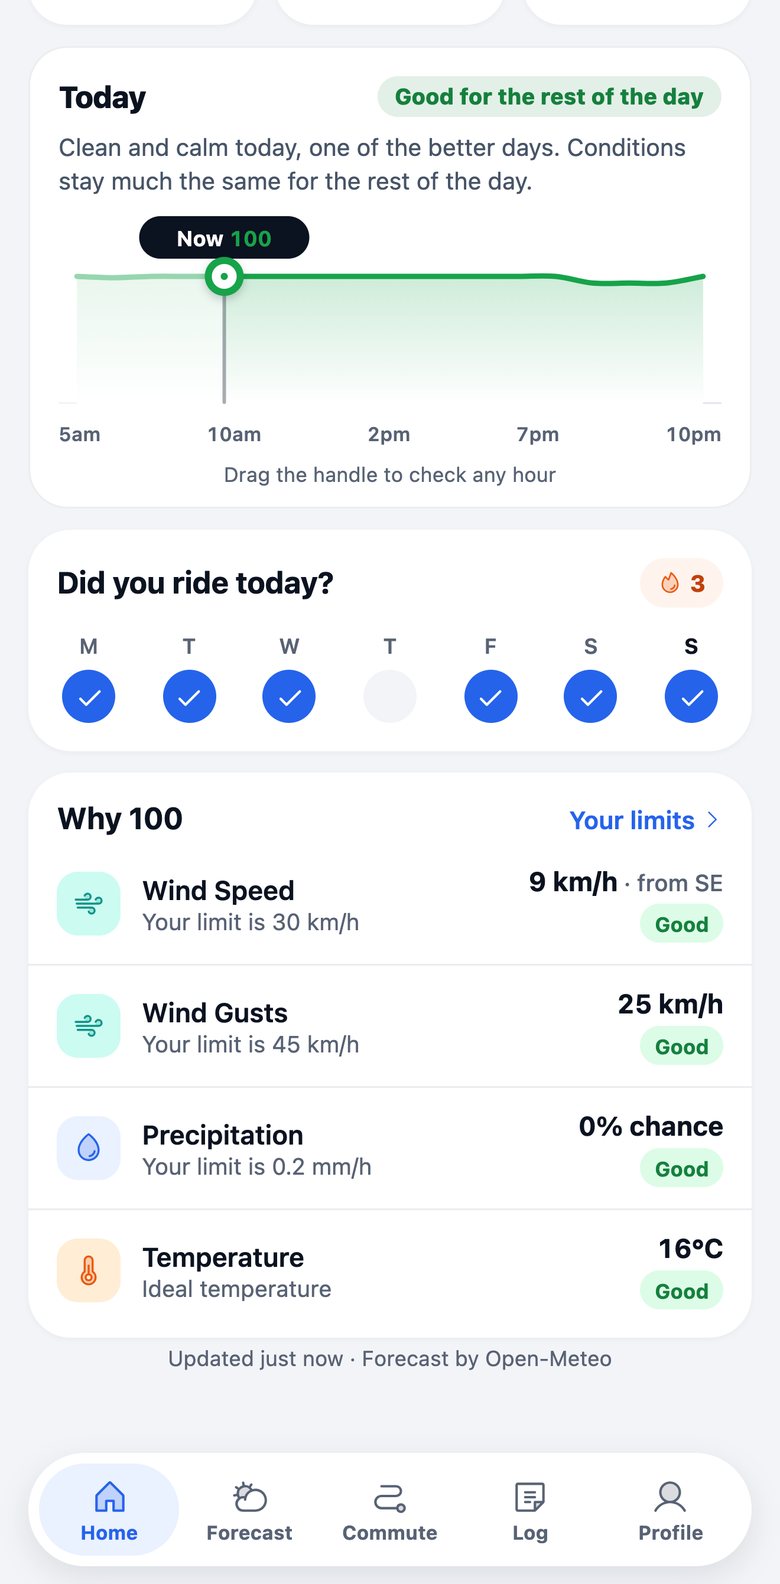 Today
Good for the rest of the day
Clean and calm today, one of the better days. Conditions
stay much the same for the rest of the day.
Now 100
5am 10am 2pm 7pm 10pm
Drag the handle to check any hour
Did you ride today?
3
M T W T F S S
Why 100
Your limits
Wind Speed
9 km/h · from SE
Your limit is 30 km/h
Good
Wind Gusts
25 km/h
Your limit is 45 km/h
Good
Precipitation
0% chance
Your limit is 0.2 mm/h
Good
Temperature
16°C
Ideal temperature
Good
Updated just now · Forecast by Open-Meteo
Home Forecast Commute Log Profile